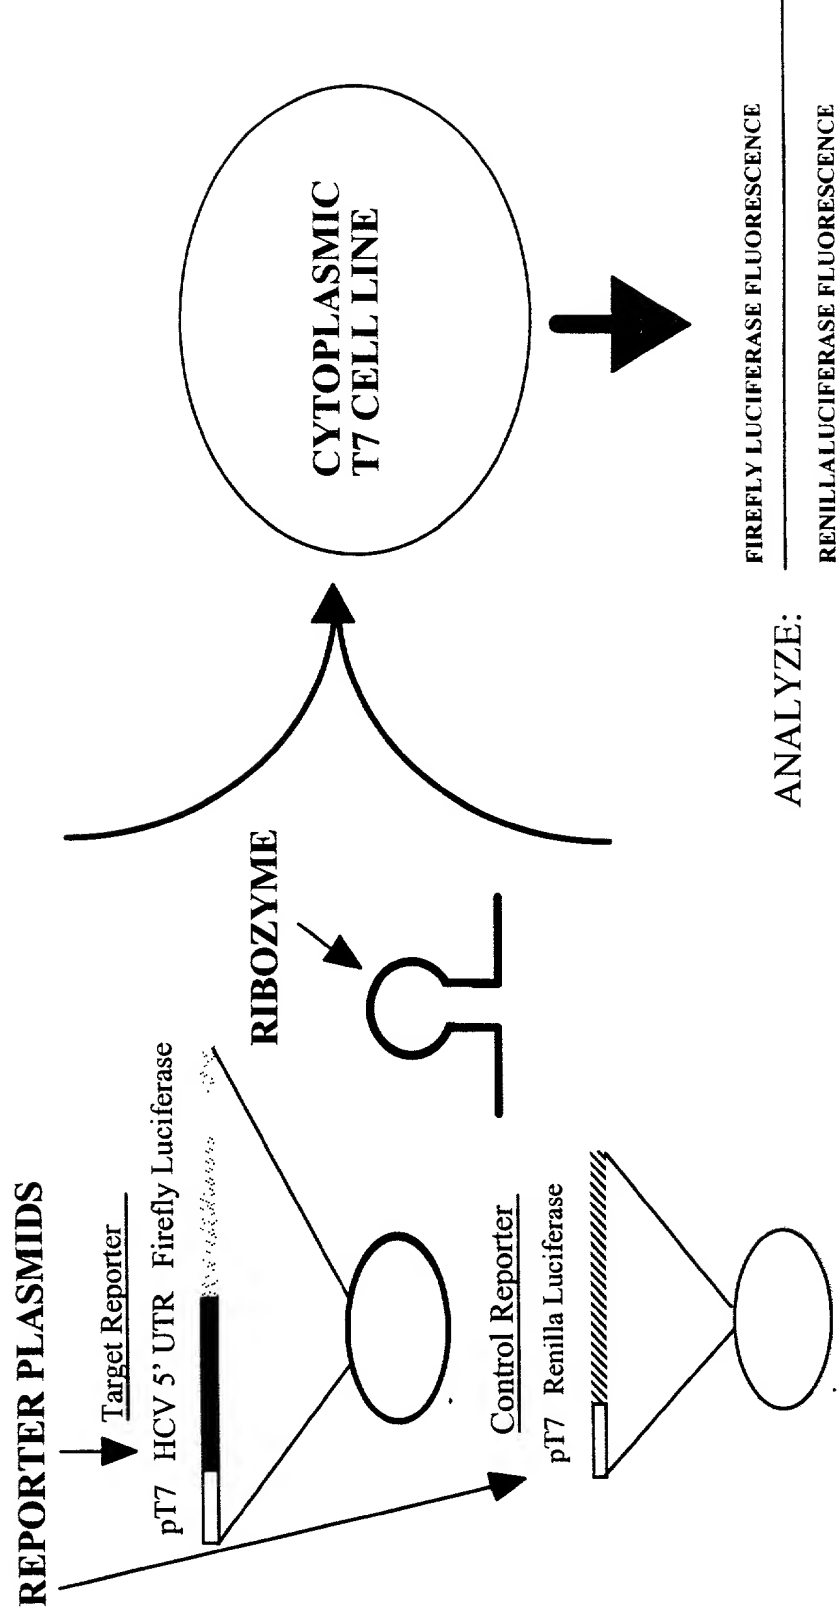 REPORTER PLASMIDS
Target Reporter
pT7 HCV 5' UTR Firefly Luciferase
RIBOZYME
Control Reporter
pT7 Renilla Luciferase
CYTOPLASMIC
T7 CELL LINE
ANALYZE:
FIREFLY LUCIFERASE FLUORESCENCE
RENILLALUCIFERASE FLUORESCENCE